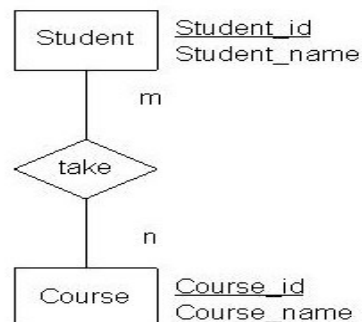 Student
Student_id
Student_name
m
take
n
Course
Course_id
Course_name